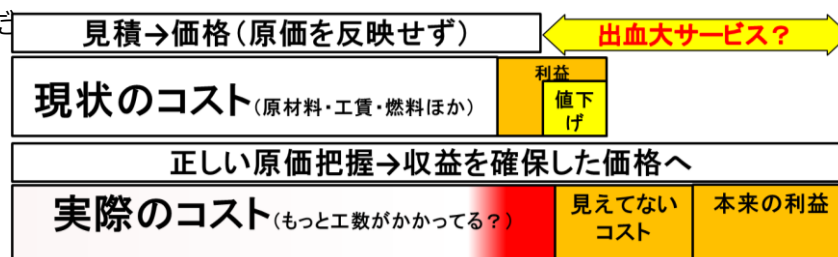 だ
見積→価格(原価を反映せず)
出血大サービス?
現状のコスト(原材料・工賃・燃料ほか)
利益
値下
げ
正しい原価把握→収益を確保した価格へ
実際のコスト(もっと工数がかかってる?)
見えてない
コスト
本来の利益